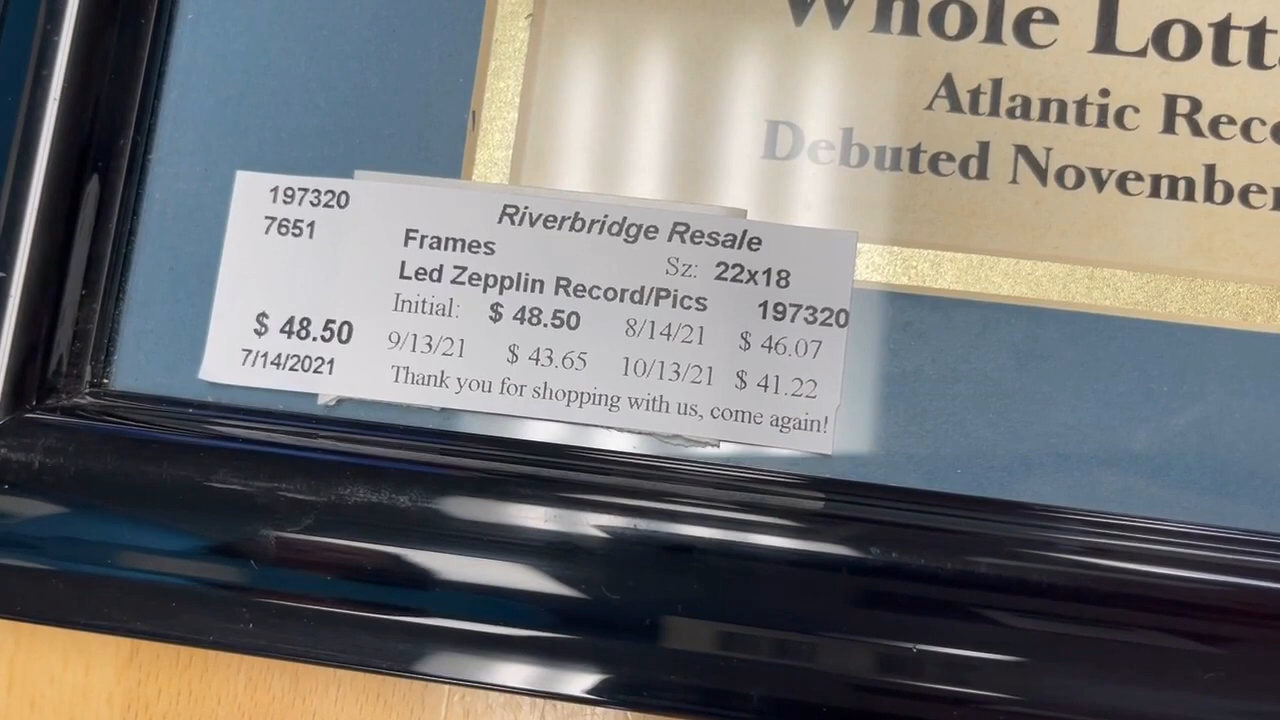 Whole Lott
Atlantic Rec
Debuted November
197320
7651
$ 48.50
7/14/2021
Riverbridge Resale
Frames Sz: 22x18
Led Zepplin Record/Pics 197320
Initial: $ 48.50 8/14/21 $ 46.07
9/13/21 $ 43.65 10/13/21 $ 41.22
Thank you for shopping with us, come again!